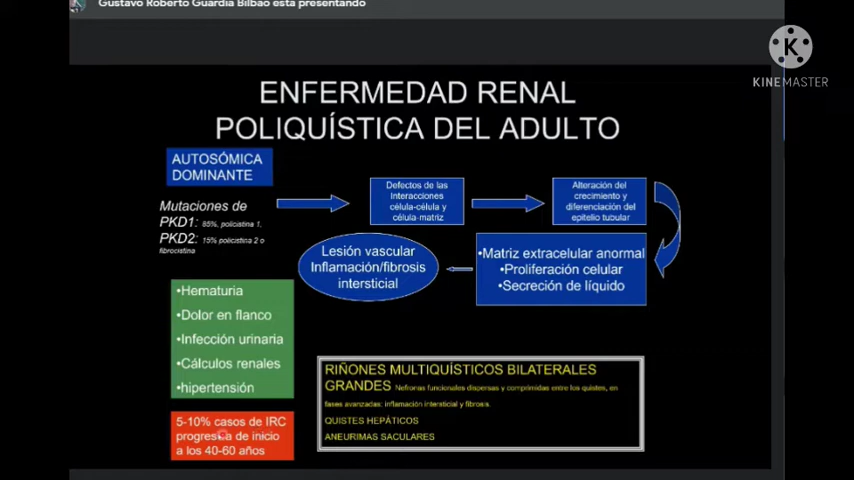 Gustavo Roberto Guardia Bilbao está presentando
K
KINEMASTER
ENFERMEDAD RENAL
POLIQUÍSTICA DEL ADULTO
AUTOSÓMICA
DOMINANTE
Mutaciones de
PKD1: 85%, policistina 1.
PKD2: 15% policistina 2 o
fibrocistina
Defectos de las
Interacciones
célula-célula y
célula-matriz
Alteración del
crecimiento y
diferenciación del
epitelio tubular
•Matriz extracelular anormal
•Proliferación celular
•Secreción de líquido
Lesión vascular
Inflamación/fibrosis
intersticial
•Hematuria
•Dolor en flanco
•Infección urinaria
•Cálculos renales
•hipertensión
5-10% casos de IRC
progresiva de inicio
a los 40-60 años
RIÑONES MULTIQUÍSTICOS BILATERALES
GRANDES Nefronas funcionales dispersas y comprimidas entre los quistes, en
fases avanzadas: inflamación intersticial y fibrosis.
QUISTES HEPÁTICOS
ANEURIMAS SACULARES